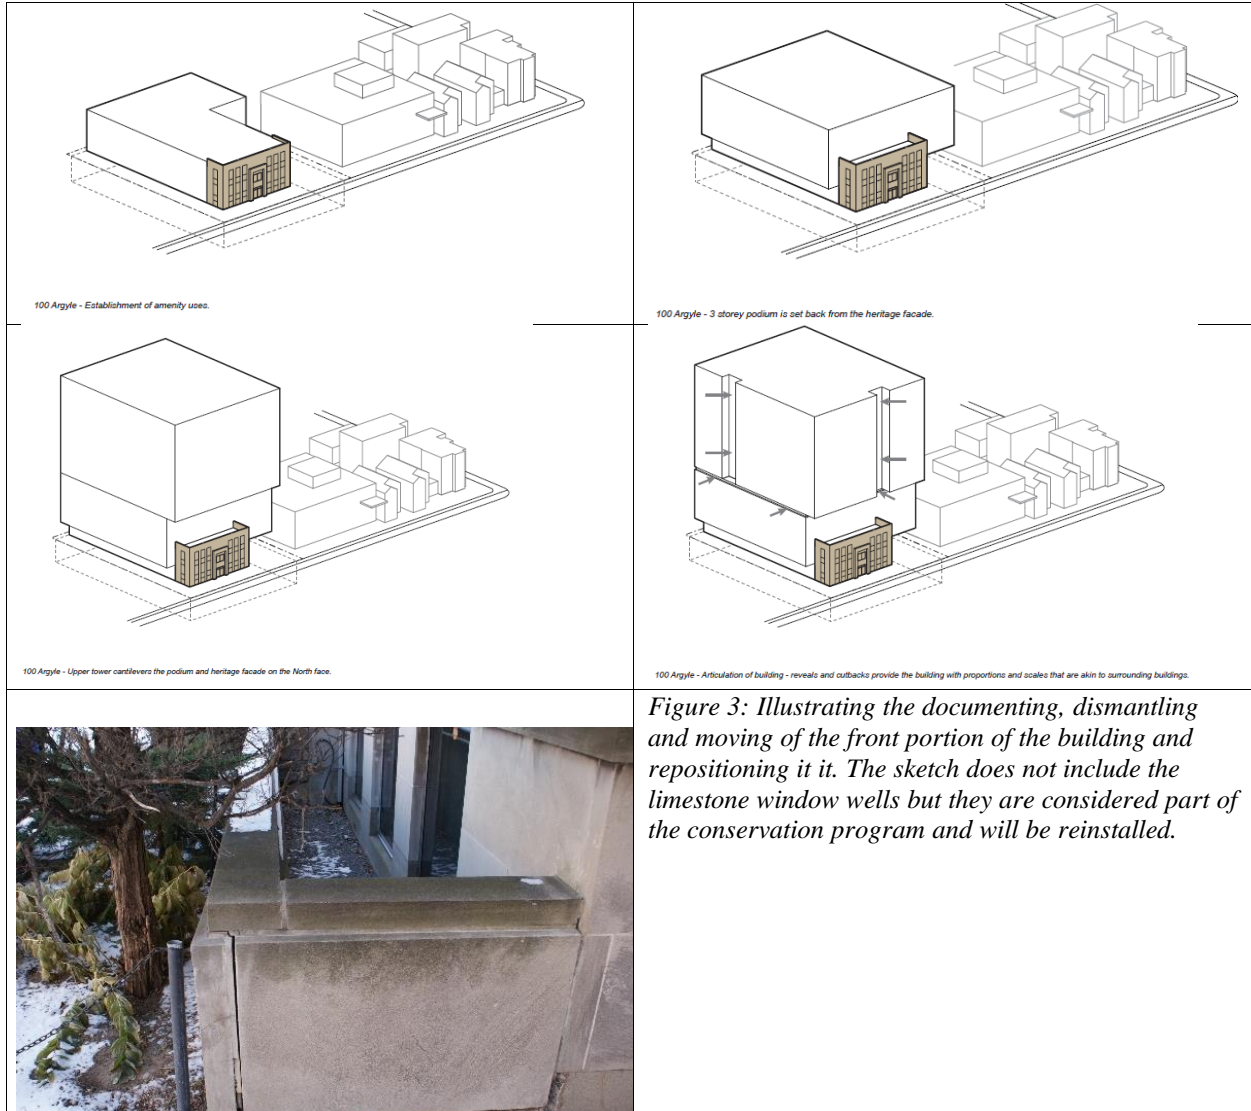 100 Argyle - Establishment of amenity uses.
100 Argyle - 3 storey podium is set back from the heritage facade.
100 Argyle - Upper tower cantilevers the podium and heritage facade on the North face.
100 Argyle - Articulation of building - reveals and cutbacks provide the building with proportions and scales that are akin to surrounding buildings.
Figure 3: Illustrating the documenting, dismantling
and moving of the front portion of the building and
repositioning it it. The sketch does not include the
limestone window wells but they are considered part of
the conservation program and will be reinstalled.